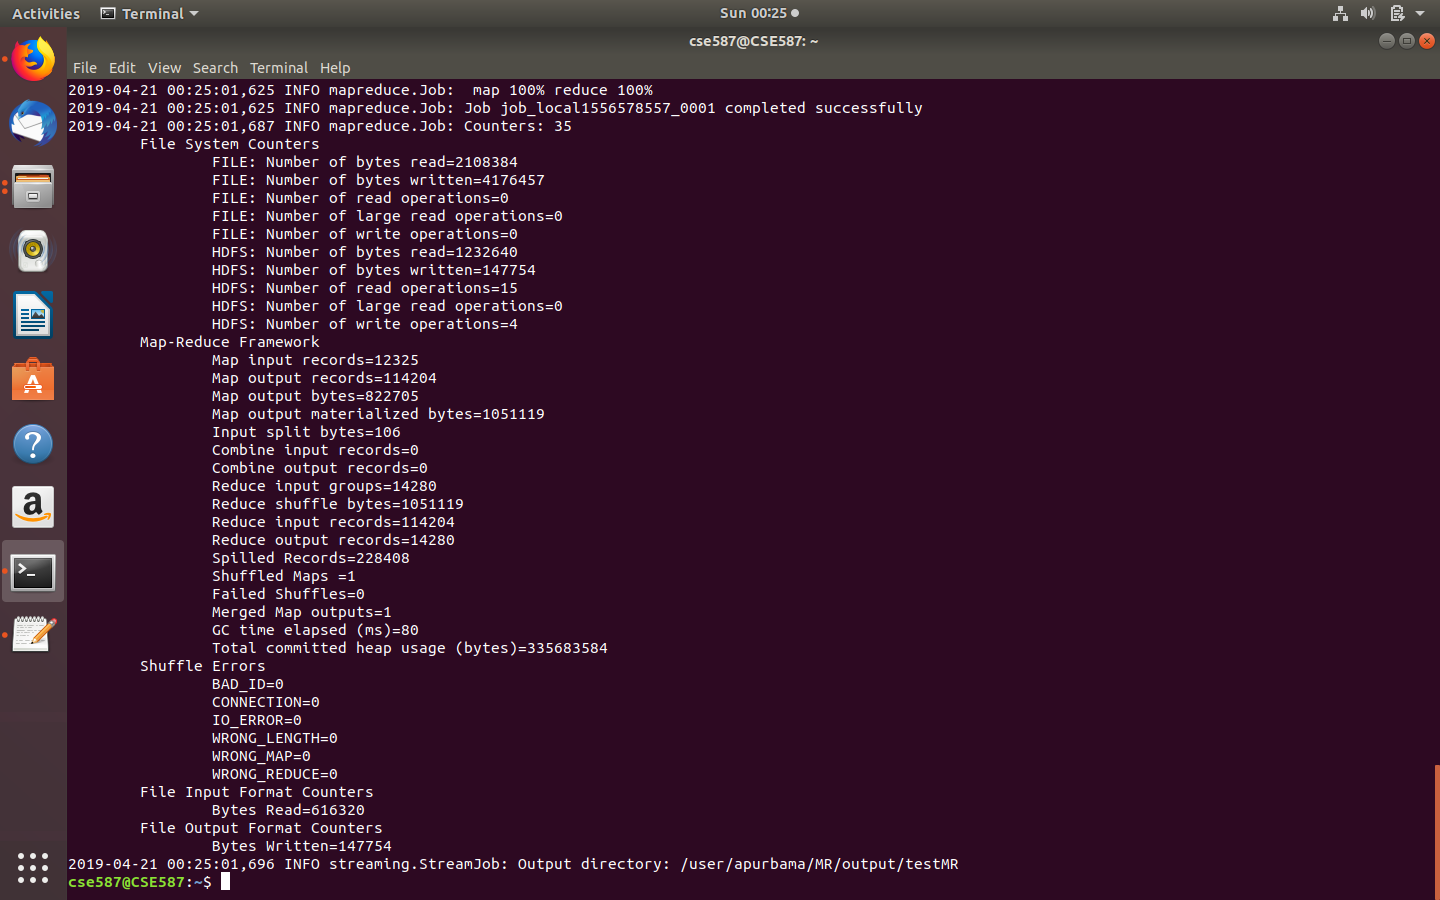 Activities Terminal Sun 00:25
cse587@CSE587: ~
File Edit View Search Terminal Help
2019-04-21 00:25:01,625 INFO mapreduce.Job:  map 100% reduce 100%
2019-04-21 00:25:01,625 INFO mapreduce.Job: Job job_local1556578557_0001 completed successfully
2019-04-21 00:25:01,687 INFO mapreduce.Job: Counters: 35
File System Counters
FILE: Number of bytes read=2108384
FILE: Number of bytes written=4176457
FILE: Number of read operations=0
FILE: Number of large read operations=0
FILE: Number of write operations=0
HDFS: Number of bytes read=1232640
HDFS: Number of bytes written=147754
HDFS: Number of read operations=15
HDFS: Number of large read operations=0
HDFS: Number of write operations=4
Map-Reduce Framework
Map input records=12325
Map output records=114204
Map output bytes=822705
Map output materialized bytes=1051119
Input split bytes=106
Combine input records=0
Combine output records=0
Reduce input groups=14280
Reduce shuffle bytes=1051119
Reduce input records=114204
Reduce output records=14280
Spilled Records=228408
Shuffled Maps =1
Failed Shuffles=0
Merged Map outputs=1
GC time elapsed (ms)=80
Total committed heap usage (bytes)=335683584
Shuffle Errors
BAD_ID=0
CONNECTION=0
IO_ERROR=0
WRONG_LENGTH=0
WRONG_MAP=0
WRONG_REDUCE=0
File Input Format Counters
Bytes Read=616320
File Output Format Counters
Bytes Written=147754
2019-04-21 00:25:01,696 INFO streaming.StreamJob: Output directory: /user/apurbama/MR/output/testMR
cse587@CSE587:~$